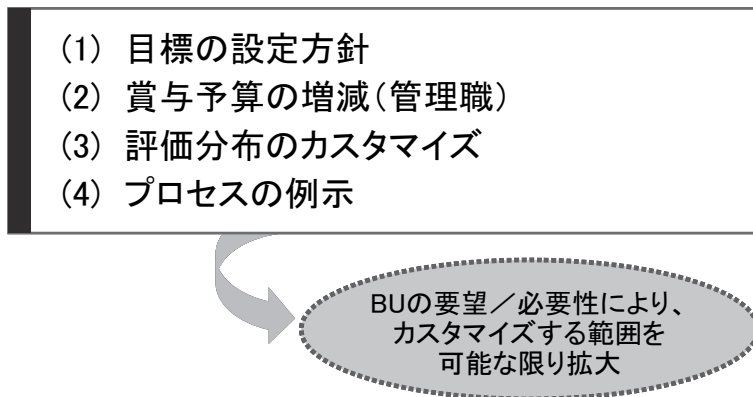 (1) 目標の設定方針
(2) 賞与予算の増減(管理職)
(3) 評価分布のカスタマイズ
(4) プロセスの例示
BUの要望／必要性により、
カスタマイズする範囲を
可能な限り拡大